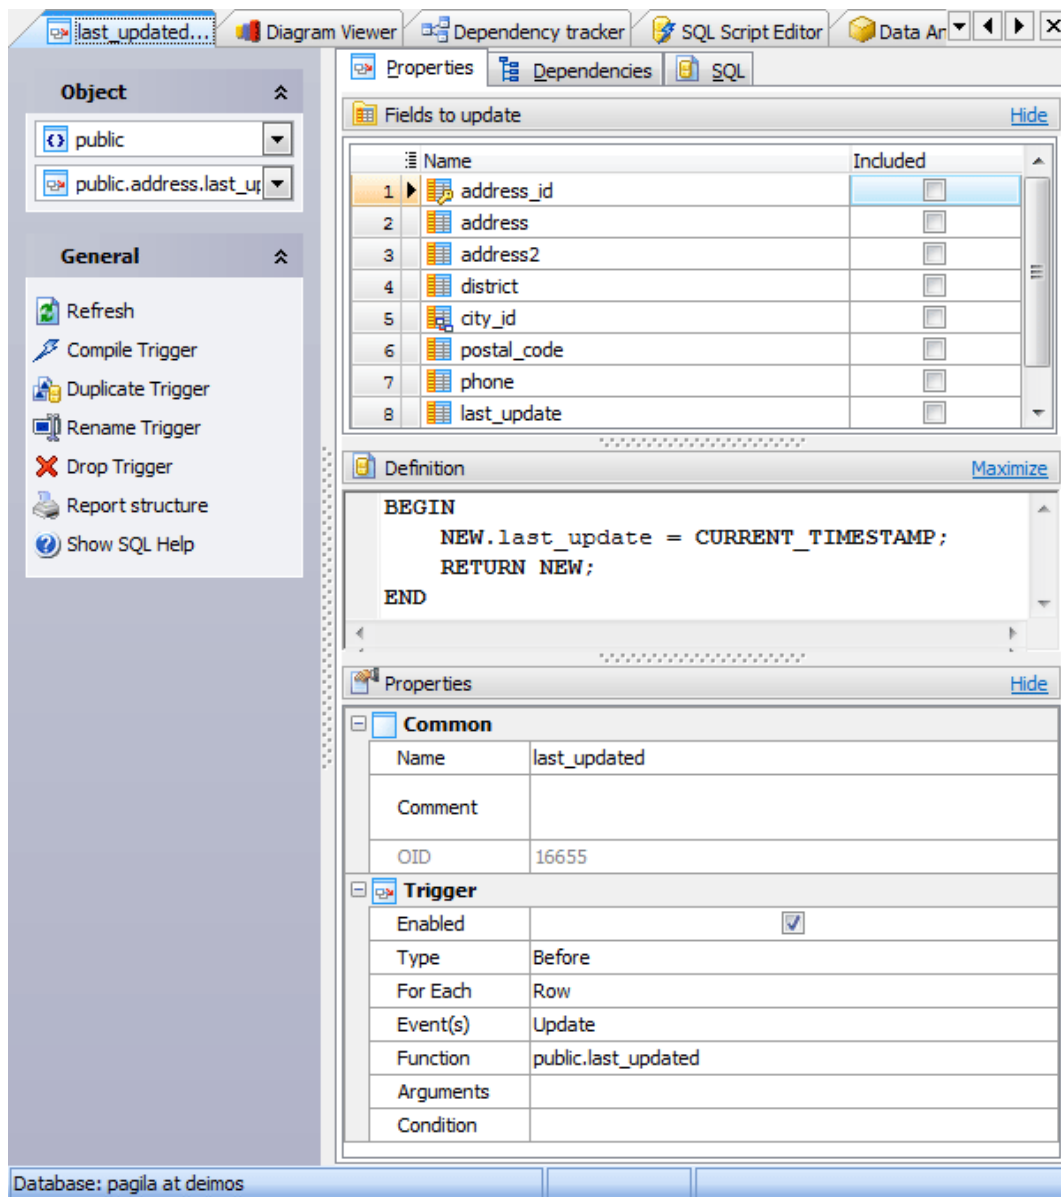 last_updated... Diagram Viewer Dependency tracker SQL Script Editor Data An
Object
public
public.address.last_up
General
Refresh
Compile Trigger
Duplicate Trigger
Rename Trigger
Drop Trigger
Report structure
Show SQL Help
Properties Dependencies SQL
Fields to update Hide
Name Included
1 address_id
2 address
3 address2
4 district
5 city_id
6 postal_code
7 phone
8 last_update
Definition Maximize
BEGIN
NEW.last_update = CURRENT_TIMESTAMP;
RETURN NEW;
END
Properties Hide
Common
Name last_updated
Comment
OID 16655
Trigger
Enabled
Type Before
For Each Row
Event(s) Update
Function public.last_updated
Arguments
Condition
Database: pagila at deimos